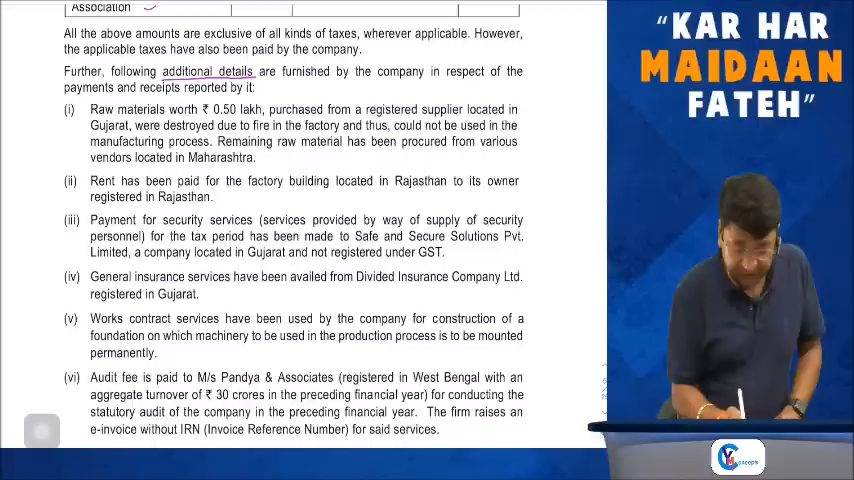 Association
All the above amounts are exclusive of all kinds of taxes, wherever applicable. However,
the applicable taxes have also been paid by the company.
Further, following additional details are furnished by the company in respect of the
payments and receipts reported by it:
(i) Raw materials worth ₹ 0.50 lakh, purchased from a registered supplier located in
Gujarat, were destroyed due to fire in the factory and thus, could not be used in the
manufacturing process. Remaining raw material has been procured from various
vendors located in Maharashtra.
(ii) Rent has been paid for the factory building located in Rajasthan to its owner
registered in Rajasthan.
(iii) Payment for security services (services provided by way of supply of security
personnel) for the tax period has been made to Safe and Secure Solutions Pvt.
Limited, a company located in Gujarat and not registered under GST.
(iv) General insurance services have been availed from Divided Insurance Company Ltd.
registered in Gujarat.
(v) Works contract services have been used by the company for construction of a
foundation on which machinery to be used in the production process is to be mounted
permanently.
(vi) Audit fee is paid to M/s Pandya & Associates (registered in West Bengal with an
aggregate turnover of ₹ 30 crores in the preceding financial year) for conducting the
statutory audit of the company in the preceding financial year. The firm raises an
e-invoice without IRN (Invoice Reference Number) for said services.
"KAR HAR
MAIDAAN
FATEH"